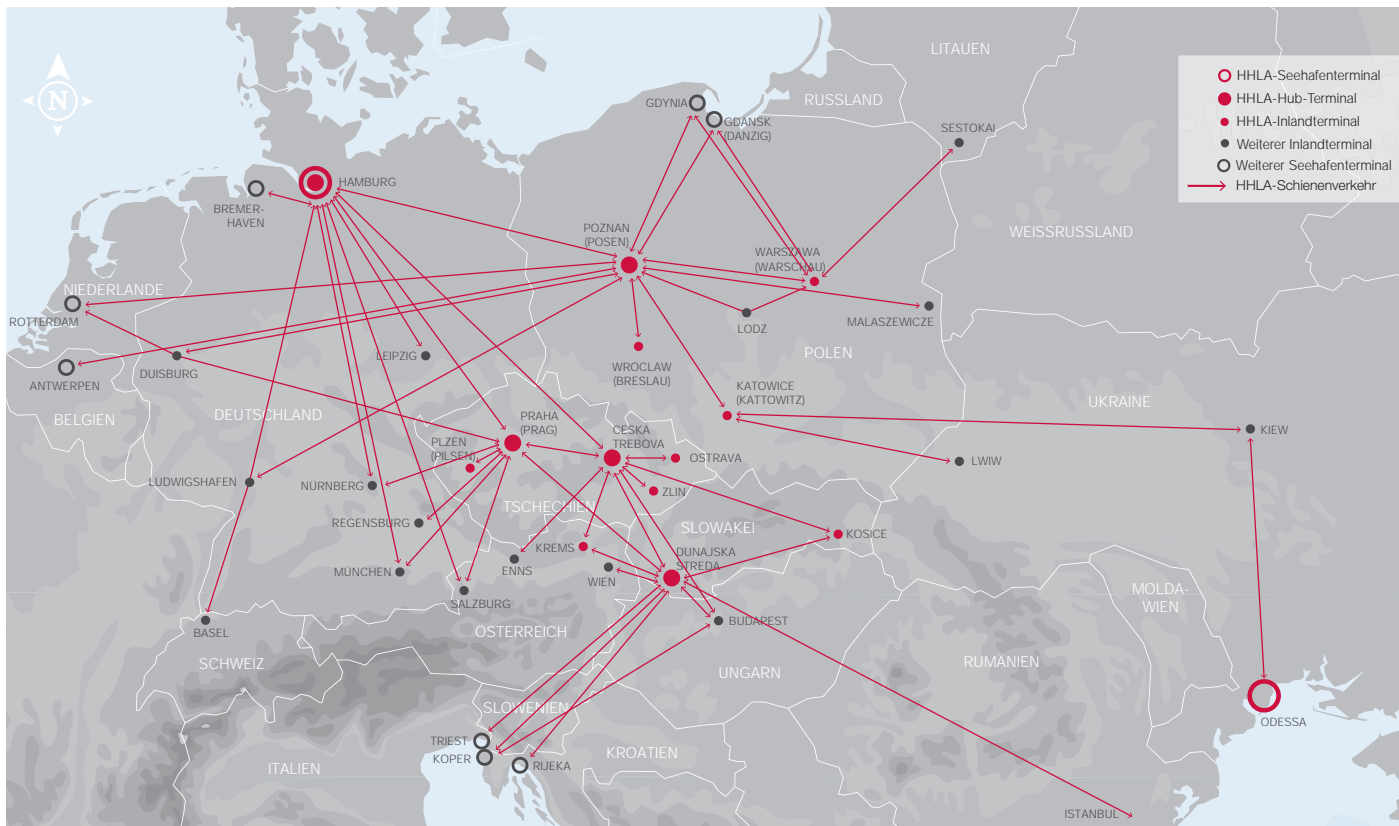 LITAUEN
HHLA-Seehafenterminal
HHLA-Hub-Terminal
HHLA-Inlandterminal
Weiterer Inlandterminal
Weiterer Seehafenterminal
HHLA-Schienenverkehr
N
GDYNIA
RUSSLAND
GDANSK
(DANZIG)
SESTOKAI
HAMBURG
BREMER-
HAVEN
POZNAN
(POSEN)
WEISSRUSSLAND
WARSZAWA
(WARSCHAU)
NIEDERLANDE
ROTTERDAM
LODZ
MALASZEWICZE
LEIPZIG
DUISBURG
ANTWERPEN
WROCLAW
(BRESLAU)
POLEN
KATOWICE
(KATTOWITZ)
UKRAINE
BELGIEN
DEUTSCHLAND
PRAHA
(PRAG)
CESKA
TREBOVA
KIEW
PLZEN
(PILSEN)
OSTRAVA
LWIW
LUDWIGSHAFEN
NÜRNBERG
ZLIN
TSCHECHIEN
REGENSBURG
SLOWAKEI
KOSICE
KREMS
DUNAJSKA
STREDA
MÜNCHEN
ENNS
WIEN
SALZBURG
MOLDA-
WIEN
BASEL
ÖSTERREICH
BUDAPEST
SCHWEIZ
UNGARN
RUMÄNIEN
SLOWENIEN
ODESSA
TRIEST
KOPER
RIJEKA
KROATIEN
ITALIEN
ISTANBUL